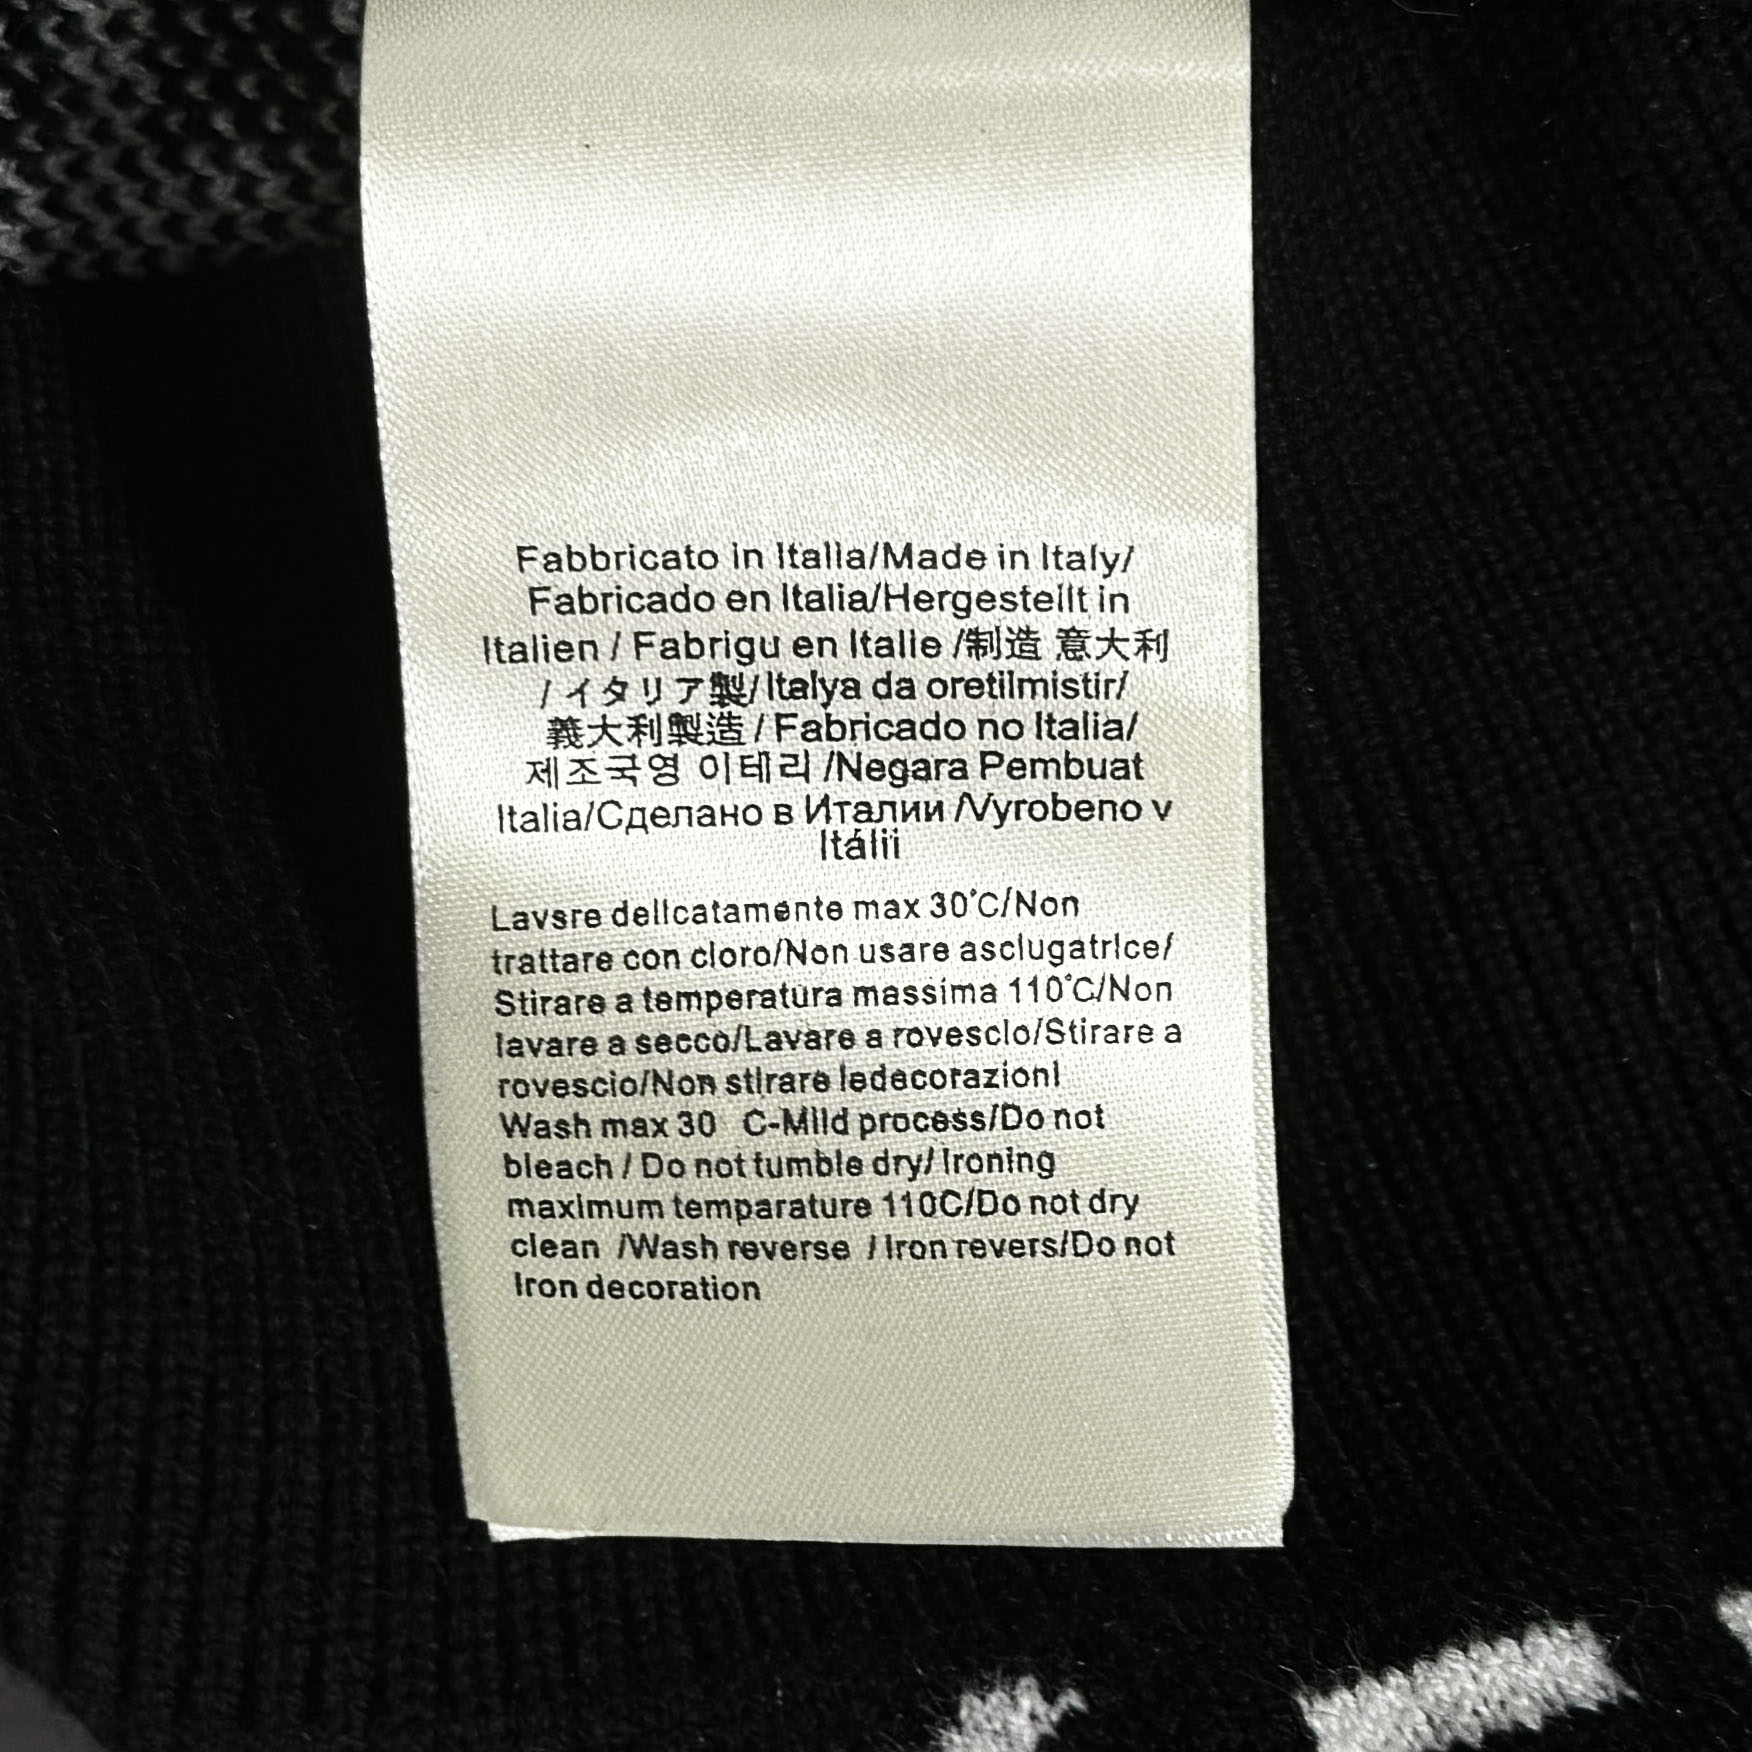 Fabbricato in Italla/Made in Italy/
Fabricado en Italia/Hergestellt in
Italien / Fabrigu en Italle /制造 意大利
/ イタリア製/ Italya da oretilmistir/
義大利製造 / Fabricado no Italia/
제조국영 이테리 /Negara Pembuat
Italia/Сделано в Италии /Vyrobeno v
Itálii
Lavsre dellcatamente max 30°C/Non
trattare con cloro/Non usare asclugatrlce/
Stirare a temperatura massima 110°C/Non
lavare a secco/Lavare a rovesclo/Stirare a
rovescio/Non stlrare ledecorazionl
Wash max 30 C-Mlld process/Do not
bleach / Do not tumble dry/ Ironing
maxlmum temparature 110C/Do not dry
clean /Wash reverse / Iron revers/Do not
Iron decoration